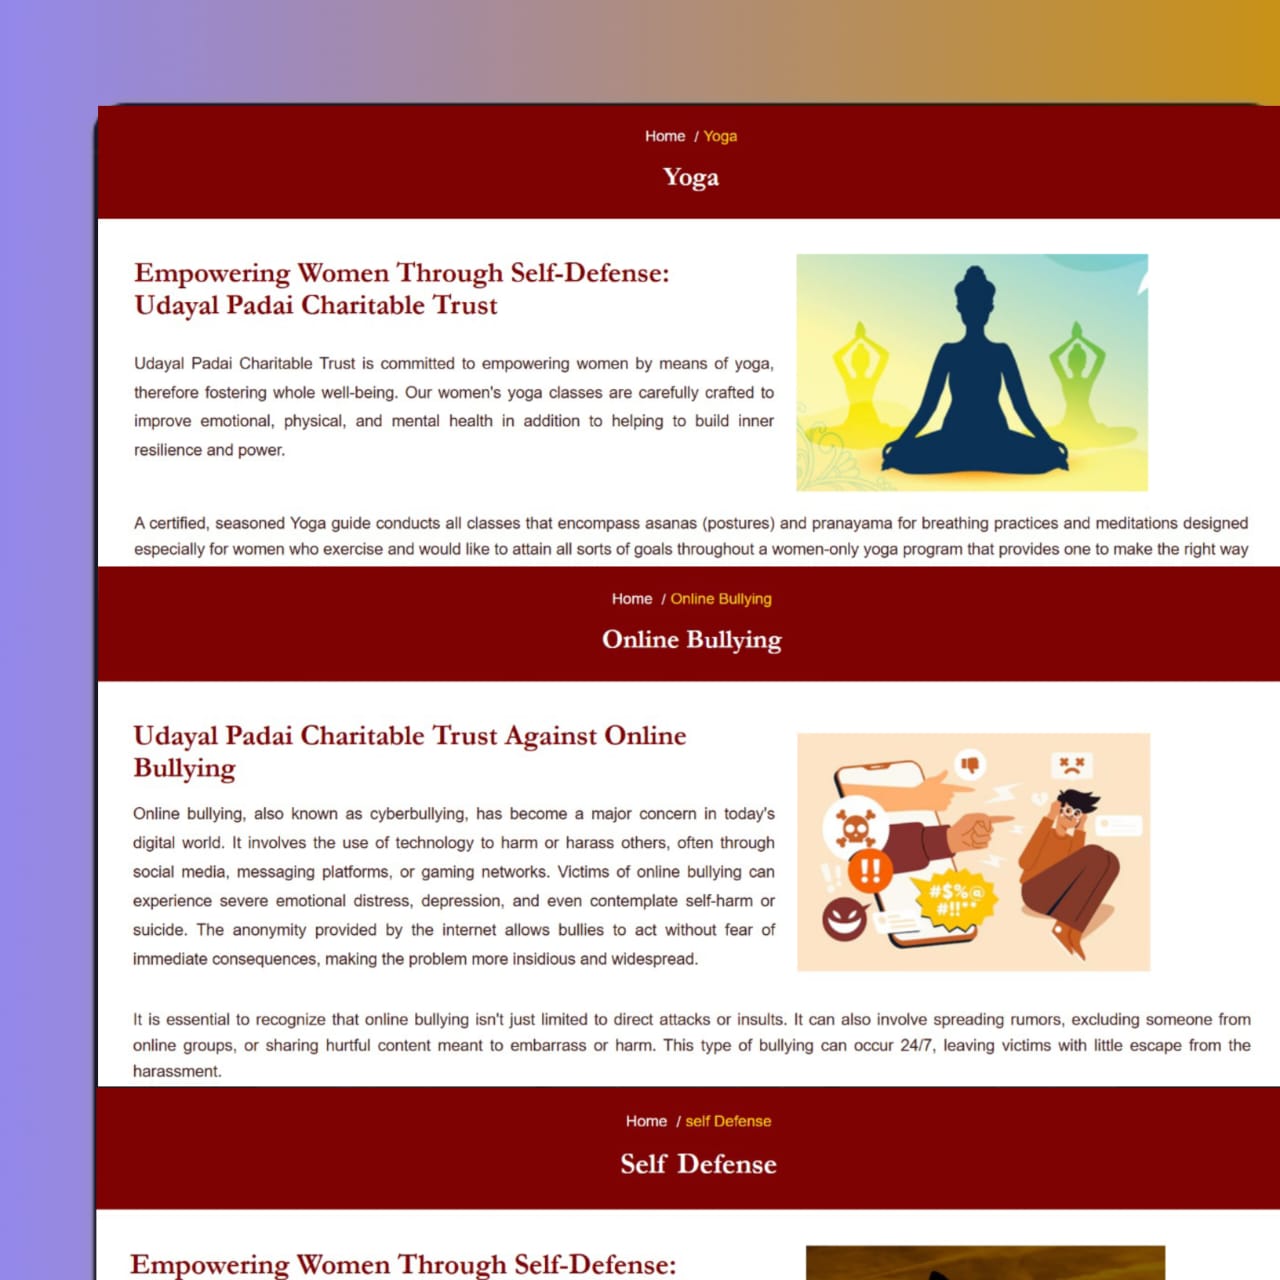 Home / Yoga
Yoga
Empowering Women Through Self-Defense:
Udayal Padai Charitable Trust
Udayal Padai Charitable Trust is committed to empowering women by means of yoga,
therefore fostering whole well-being. Our women's yoga classes are carefully crafted to
improve emotional, physical, and mental health in addition to helping to build inner
resilience and power.
A certified, seasoned Yoga guide conducts all classes that encompass asanas (postures) and pranayama for breathing practices and meditations designed
especially for women who exercise and would like to attain all sorts of goals throughout a women-only yoga program that provides one to make the right way
Home / Online Bullying
Online Bullying
Udayal Padai Charitable Trust Against Online
Bullying
Online bullying, also known as cyberbullying, has become a major concern in today's
digital world. It involves the use of technology to harm or harass others, often through
social media, messaging platforms, or gaming networks. Victims of online bullying can
experience severe emotional distress, depression, and even contemplate self-harm or
suicide. The anonymity provided by the internet allows bullies to act without fear of
immediate consequences, making the problem more insidious and widespread.
!!
!!
#$%@
#!!**
It is essential to recognize that online bullying isn't just limited to direct attacks or insults. It can also involve spreading rumors, excluding someone from
online groups, or sharing hurtful content meant to embarrass or harm. This type of bullying can occur 24/7, leaving victims with little escape from the
harassment.
Home / self Defense
Self Defense
Empowering Women Through Self-Defense: